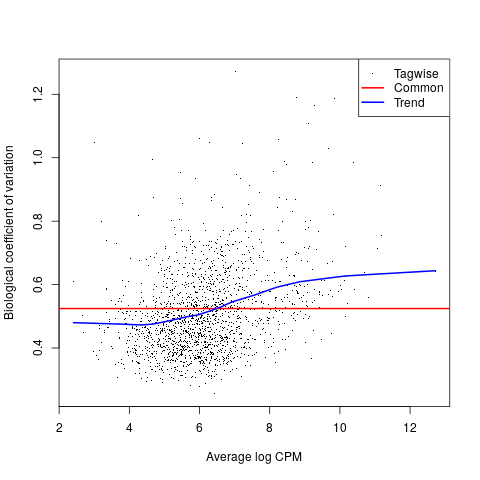 Tagwise
Common
Trend
Biological coefficient of variation
1.2
1.0
0.8
0.6
0.4
2 4 6 8 10 12
Average log CPM